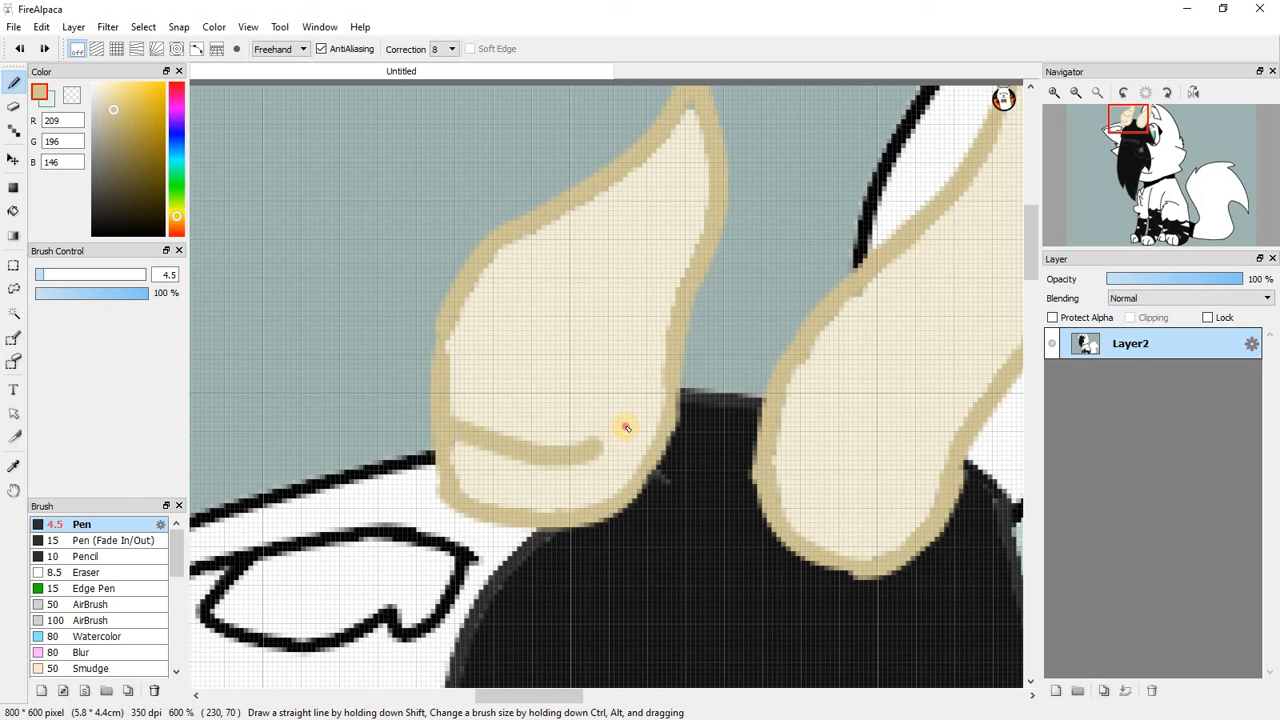 FireAlpaca
File Edit Layer Filter Select Snap Color View Tool Window Help
off Freehand AntiAliasing Correction 8 Soft Edge
Color
Untitled
Navigator
R 209
G 196
B 146
Brush Control
4.5
100 %
Layer
Opacity 100 %
Blending Normal
Protect Alpha Clipping Lock
Layer2
Brush
4.5 Pen
15 Pen (Fade In/Out)
10 Pencil
8.5 Eraser
15 Edge Pen
50 AirBrush
100 AirBrush
80 Watercolor
80 Blur
50 Smudge
800 * 600 pixel (5.8 * 4.4cm) 350 dpi 600 % ( 230, 70 ) Draw a straight line by holding down Shift, Change a brush size by holding down Ctrl, Alt, and dragging